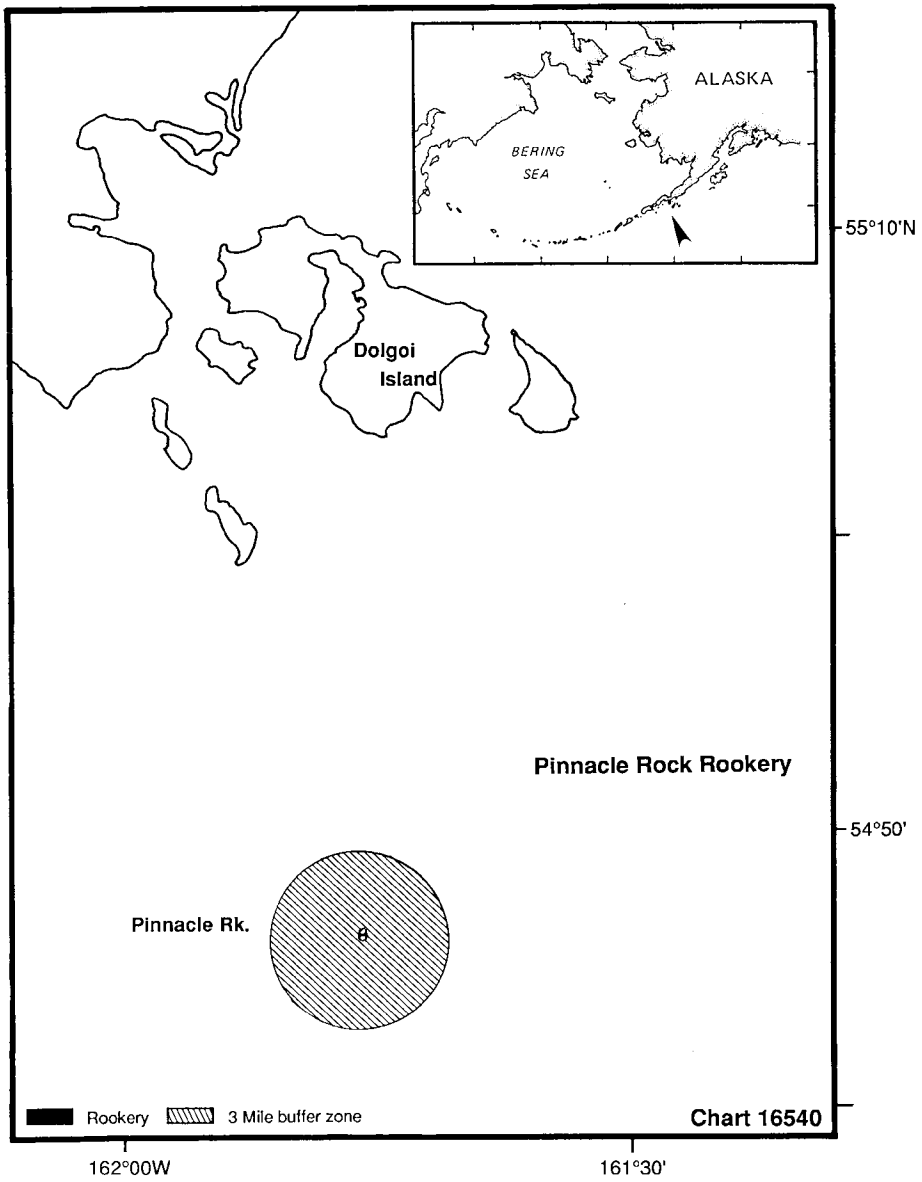 ALASKA
BERING
SEA
55°10'N
Dolgoi
Island
Pinnacle Rock Rookery
54°50'
Pinnacle Rk.
Rookery
3 Mile buffer zone
Chart 16540
162°00W
161°30'